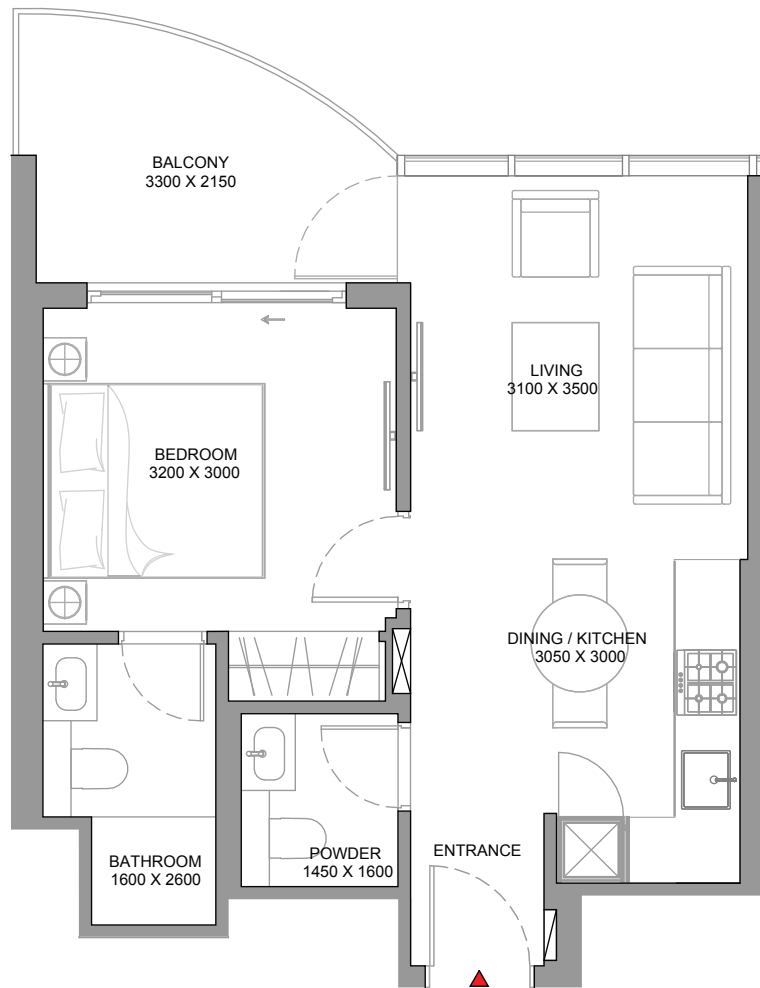 BALCONY
3300 X 2150
LIVING
3100 X 3500
BEDROOM
3200 X 3000
DINING / KITCHEN
3050 X 3000
BATHROOM
1600 X 2600
POWDER
1450 X 1600
ENTRANCE